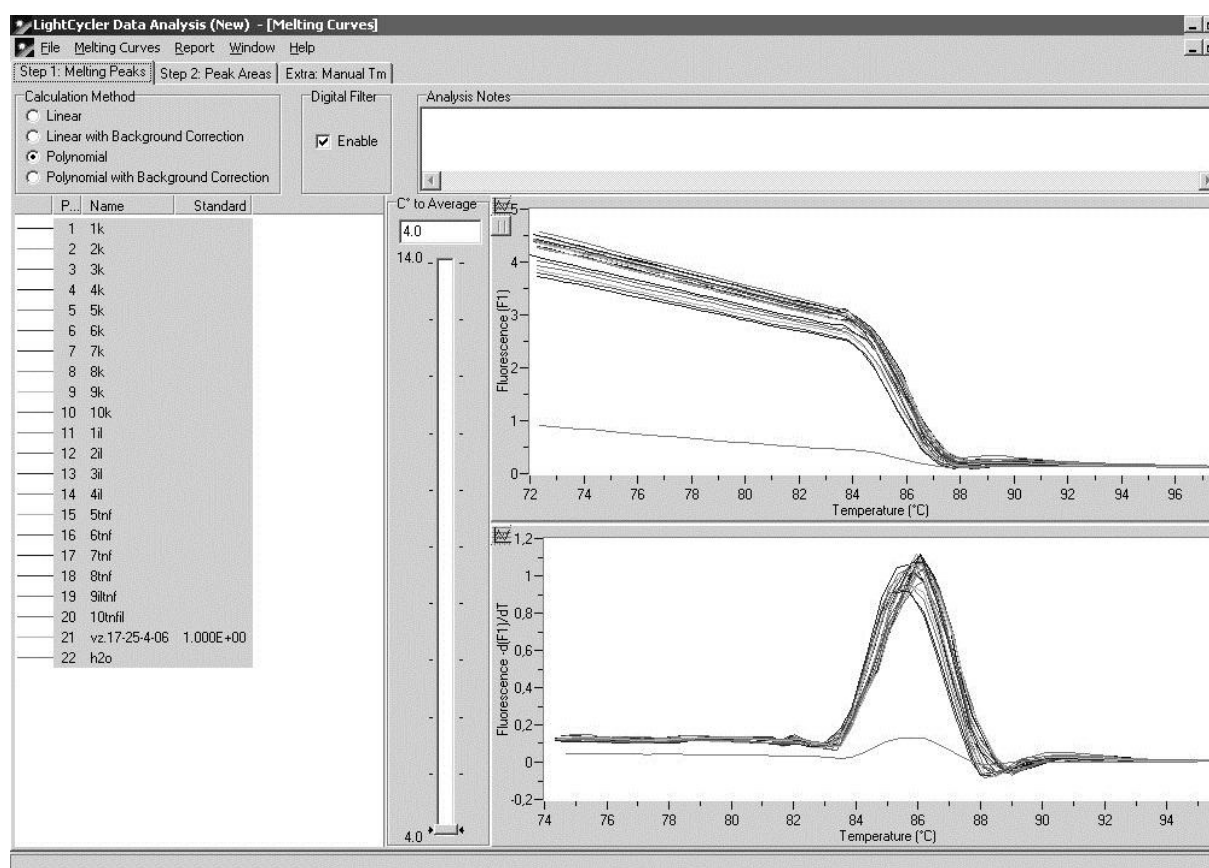 LightCycler Data Analysis (New) - [Melting Curves]
File Melting Curves Report Window Help
Step 1: Melting Peaks Step 2: Peak Areas Extra: Manual Tm
Calculation Method
Linear
Linear with Background Correction
Polynomial
Polynomial with Background Correction
Digital Filter
Enable
Analysis Notes
P... Name Standard
1 1k
2 2k
3 3k
4 4k
5 5k
6 6k
7 7k
8 8k
9 9k
10 10k
11 1il
12 2il
13 3il
14 4il
15 5tnf
16 6tnf
17 7tnf
18 8tnf
19 9iltnf
20 10tnfil
21 vz.17-25-4-06 1.000E+00
22 h2o
C° to Average
4.0
14.0
4.0
Fluorescence (F1)
5
4
3
2
1
0
72 74 76 78 80 82 84 86 88 90 92 94 96
Temperature (°C)
Fluorescence -d(F1)/dT
1,2
1
0,8
0,6
0,4
0,2
0
-0,2
74 76 78 80 82 84 86 88 90 92 94
Temperature (°C)